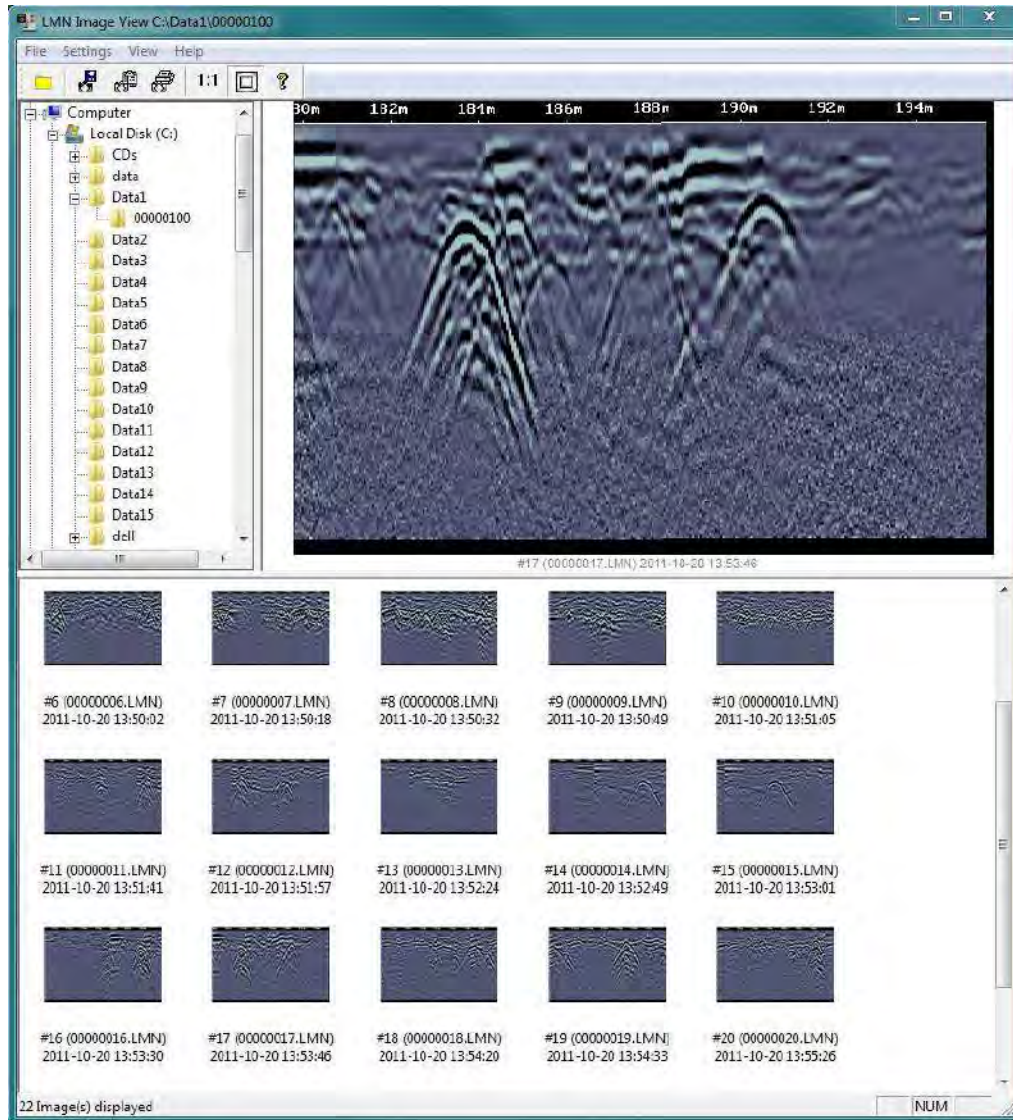 LMN Image View C:\Data1\00000100
File Settings View Help
1:1
Computer
Local Disk (C:)
CDs
data
Data1
00000100
Data2
Data3
Data4
Data5
Data6
Data7
Data8
Data9
Data10
Data11
Data12
Data13
Data14
Data15
dell
30m 182m 184m 186m 188m 190m 192m 194m
#17 (00000017.LMN) 2011-10-20 13:53:46
#6 (00000006.LMN) #7 (00000007.LMN) #8 (00000008.LMN) #9 (00000009.LMN) #10 (00000010.LMN)
2011-10-20 13:50:02 2011-10-20 13:50:18 2011-10-20 13:50:32 2011-10-20 13:50:49 2011-10-20 13:51:05
#11 (00000011.LMN) #12 (00000012.LMN) #13 (00000013.LMN) #14 (00000014.LMN) #15 (00000015.LMN)
2011-10-20 13:51:41 2011-10-20 13:51:57 2011-10-20 13:52:24 2011-10-20 13:52:49 2011-10-20 13:53:01
#16 (00000016.LMN) #17 (00000017.LMN) #18 (00000018.LMN) #19 (00000019.LMN) #20 (00000020.LMN)
2011-10-20 13:53:30 2011-10-20 13:53:46 2011-10-20 13:54:20 2011-10-20 13:54:33 2011-10-20 13:55:26
22 Image(s) displayed NUM